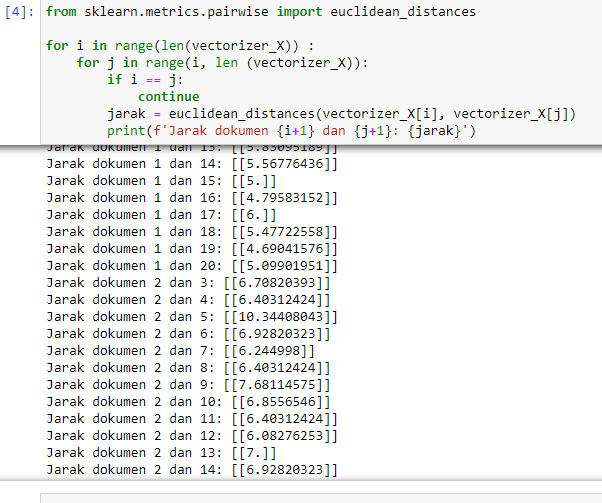 [4]: from sklearn.metrics.pairwise import euclidean_distances
for i in range(len(vectorizer_X)) :
    for j in range(i, len (vectorizer_X)):
        if i == j:
            continue
        jarak = euclidean_distances(vectorizer_X[i], vectorizer_X[j])
        print(f'Jarak dokumen {i+1} dan {j+1}: {jarak}')
Jarak dokumen 1 dan 13: [[5.83095189]]
Jarak dokumen 1 dan 14: [[5.56776436]]
Jarak dokumen 1 dan 15: [[5.]]
Jarak dokumen 1 dan 16: [[4.79583152]]
Jarak dokumen 1 dan 17: [[6.]]
Jarak dokumen 1 dan 18: [[5.47722558]]
Jarak dokumen 1 dan 19: [[4.69041576]]
Jarak dokumen 1 dan 20: [[5.09901951]]
Jarak dokumen 2 dan 3: [[6.70820393]]
Jarak dokumen 2 dan 4: [[6.40312424]]
Jarak dokumen 2 dan 5: [[10.34408043]]
Jarak dokumen 2 dan 6: [[6.92820323]]
Jarak dokumen 2 dan 7: [[6.244998]]
Jarak dokumen 2 dan 8: [[6.40312424]]
Jarak dokumen 2 dan 9: [[7.68114575]]
Jarak dokumen 2 dan 10: [[6.8556546]]
Jarak dokumen 2 dan 11: [[6.40312424]]
Jarak dokumen 2 dan 12: [[6.08276253]]
Jarak dokumen 2 dan 13: [[7.]]
Jarak dokumen 2 dan 14: [[6.92820323]]